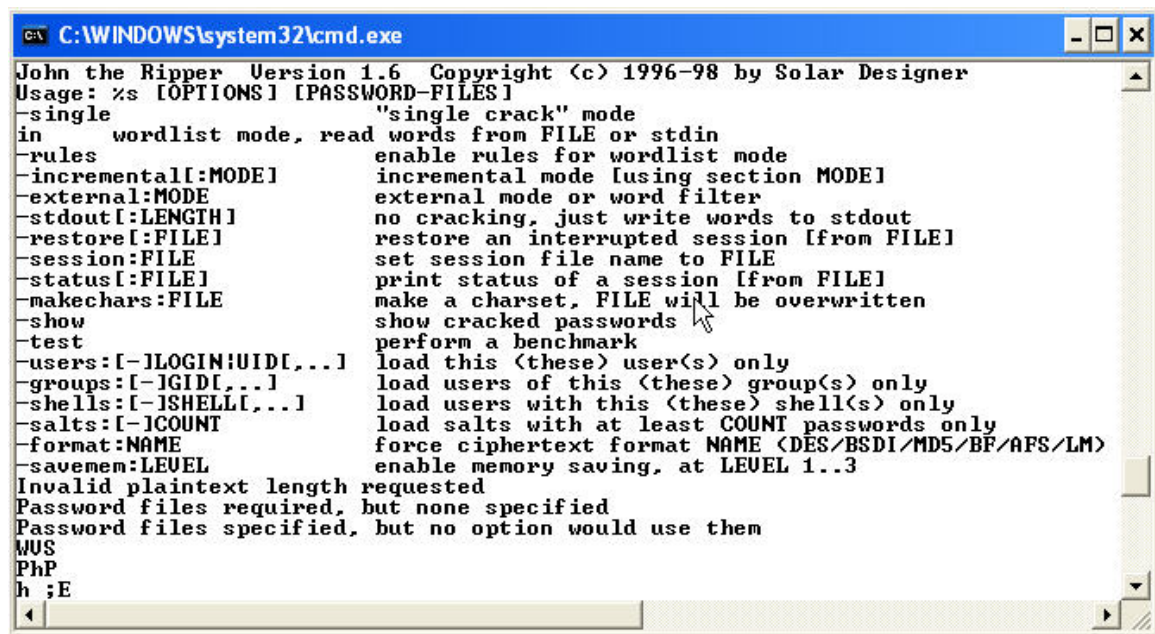 C:\WINDOWS\system32\cmd.exe
John the Ripper  Version 1.6  Copyright (c) 1996-98 by Solar Designer
Usage: %s [OPTIONS] [PASSWORD-FILES]
-single                   "single crack" mode
in      wordlist mode, read words from FILE or stdin
-rules                    enable rules for wordlist mode
-incremental[:MODE]       incremental mode [using section MODE]
-external:MODE            external mode or word filter
-stdout[:LENGTH]          no cracking, just write words to stdout
-restore[:FILE]           restore an interrupted session [from FILE]
-session:FILE             set session file name to FILE
-status[:FILE]            print status of a session [from FILE]
-makechars:FILE           make a charset, FILE will be overwritten
-show                     show cracked passwords
-test                     perform a benchmark
-users:[-]LOGIN|UID[,...]  load this (these) user(s) only
-groups:[-]GID[,...]      load users of this (these) group(s) only
-shells:[-]SHELL[,...]    load users with this (these) shell(s) only
-salts:[-]COUNT           load salts with at least COUNT passwords only
-format:NAME              force ciphertext format NAME (DES/BSDI/MD5/BF/AFS/LM)
-savemem:LEVEL            enable memory saving, at LEVEL 1..3
Invalid plaintext length requested
Password files required, but none specified
Password files specified, but no option would use them
WVS
PhP
h ;E